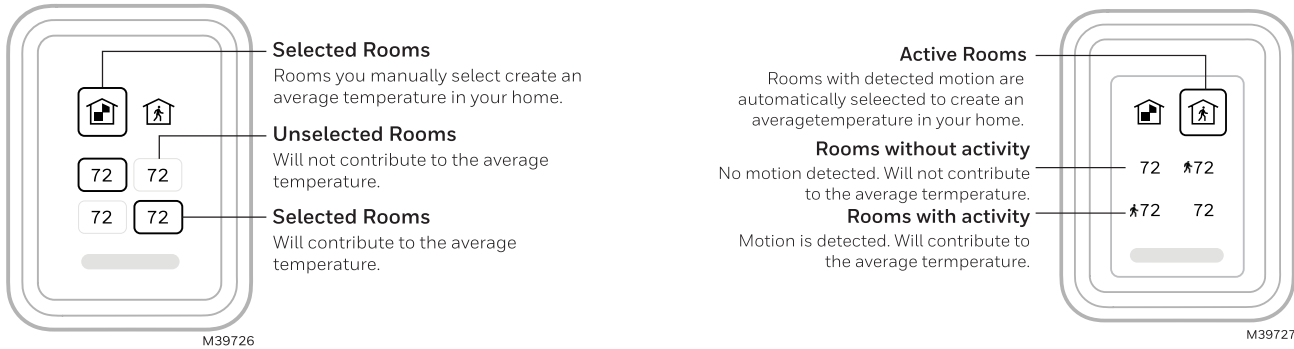 Selected Rooms
Rooms you manually select create an
average temperature in your home.
Unselected Rooms
Will not contribute to the average
temperature.
72 72
72 72
Selected Rooms
Will contribute to the average
temperature.
M39726
Active Rooms
Rooms with detected motion are
automatically seleected to create an
averagetemperature in your home.
Rooms without activity
No motion detected. Will not contribute
to the average termperature.
72 72
Rooms with activity
Motion is detected. Will contribute to
the average termperature.
72 72
M39727